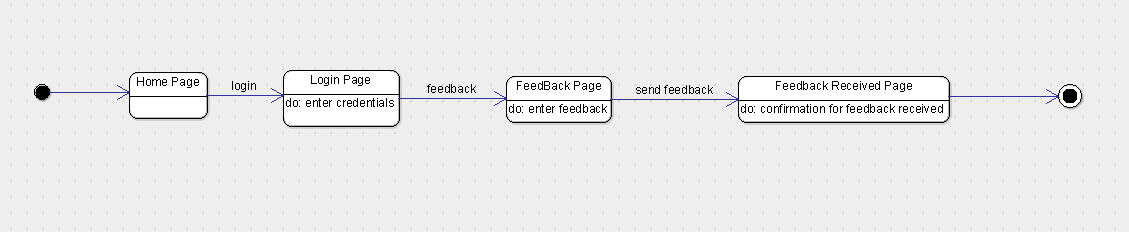 Home Page
login
Login Page
do: enter credentials
feedback
FeedBack Page
do: enter feedback
send feedback
Feedback Received Page
do: confirmation for feedback received